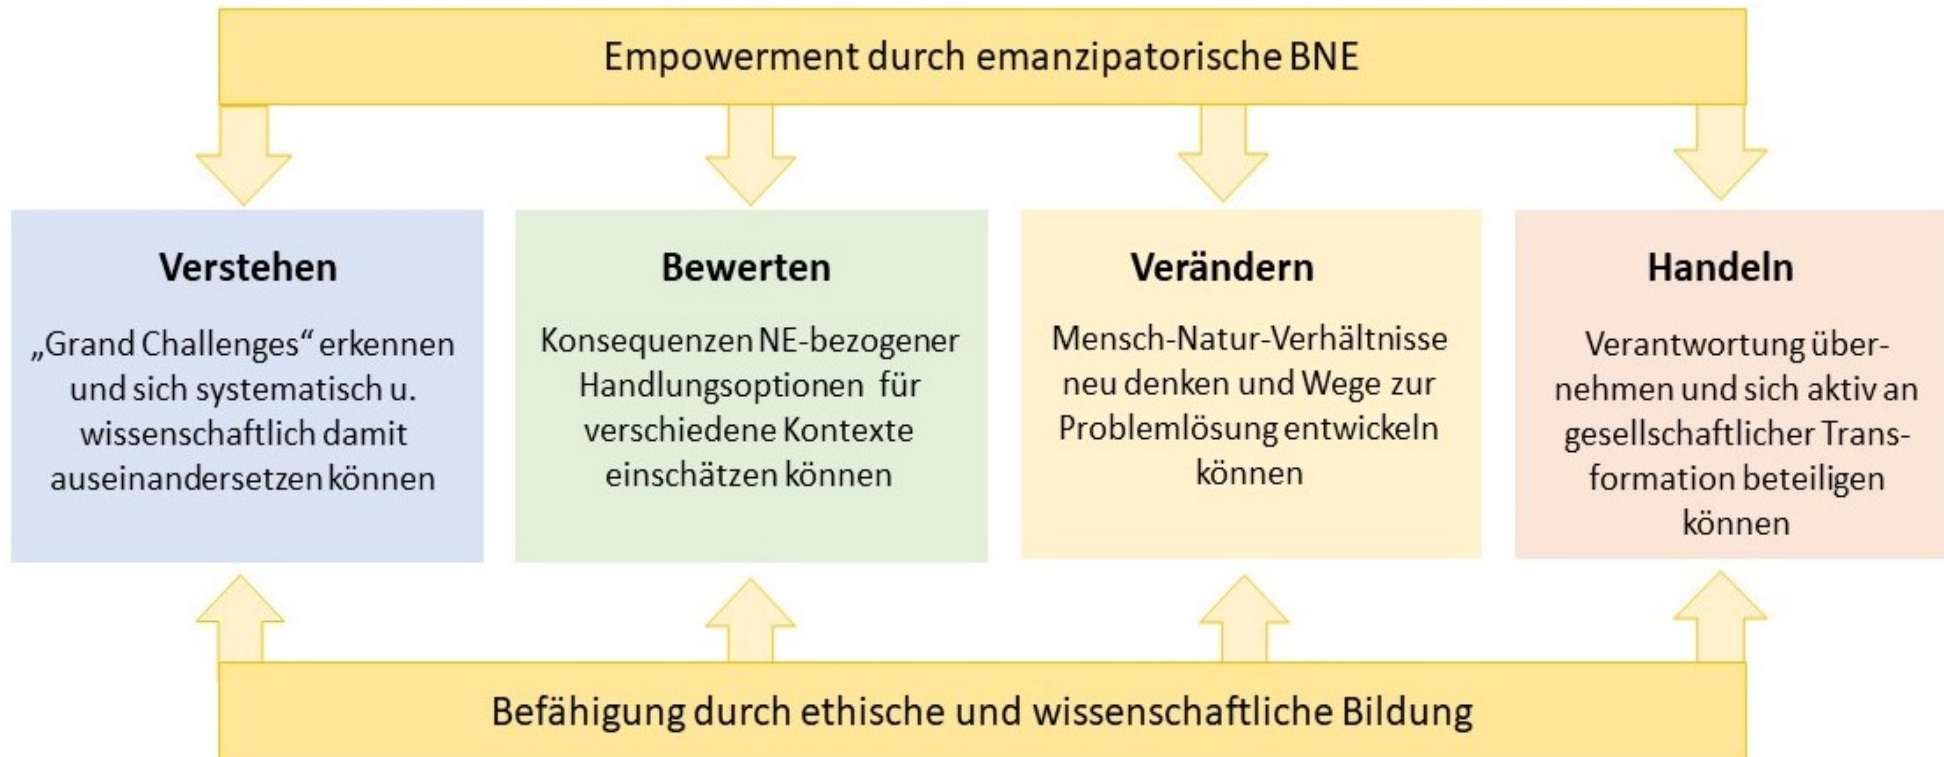 Empowerment durch emanzipatorische BNE
Verstehen
„Grand Challenges“ erkennen
und sich systematisch u.
wissenschaftlich damit
auseinandersetzen können
Bewerten
Konsequenzen NE-bezogener
Handlungsoptionen für
verschiedene Kontexte
einschätzen können
Verändern
Mensch-Natur-Verhältnisse
neu denken und Wege zur
Problemlösung entwickeln
können
Handeln
Verantwortung über-
nehmen und sich aktiv an
gesellschaftlicher Trans-
formation beteiligen
können
Befähigung durch ethische und wissenschaftliche Bildung